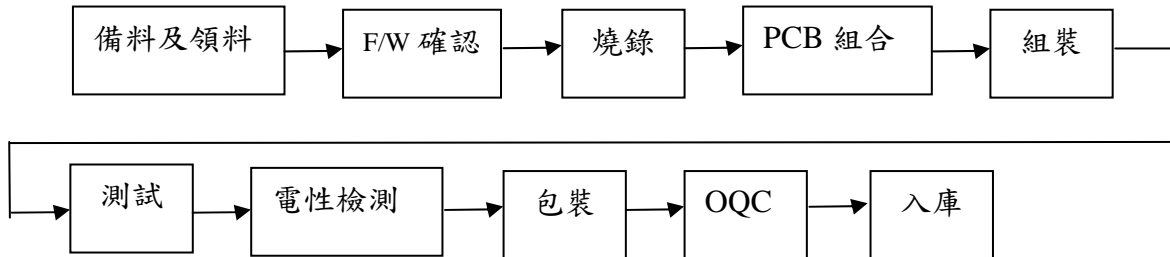 備料及領料
F/W 確認
燒錄
PCB 組合
組裝
測試
電性檢測
包裝
OQC
入庫